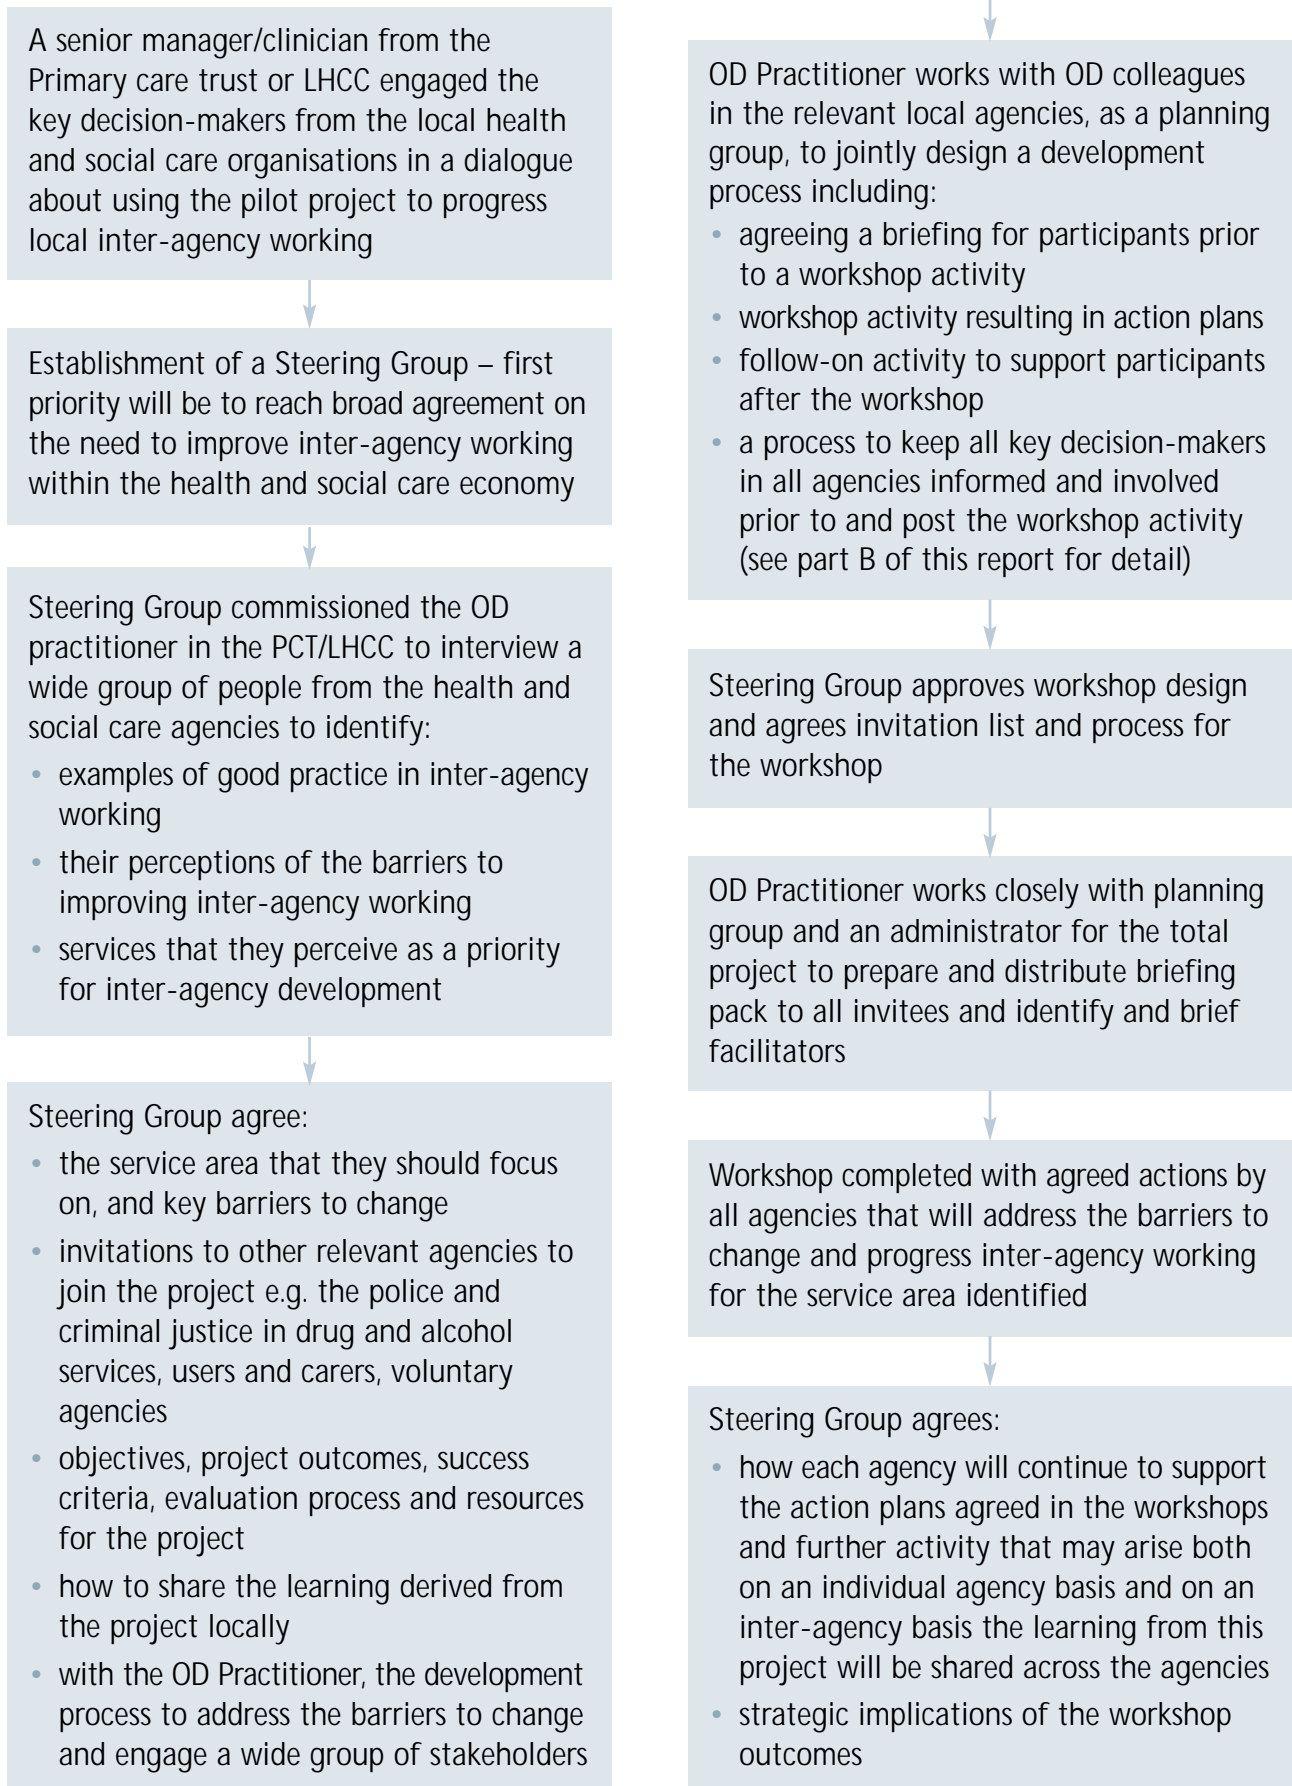 A senior manager/clinician from the
Primary care trust or LHCC engaged the
key decision-makers from the local health
and social care organisations in a dialogue
about using the pilot project to progress
local inter-agency working
Establishment of a Steering Group – first
priority will be to reach broad agreement on
the need to improve inter-agency working
within the health and social care economy
Steering Group commissioned the OD
practitioner in the PCT/LHCC to interview a
wide group of people from the health and
social care agencies to identify:
• examples of good practice in inter-agency
working
• their perceptions of the barriers to
improving inter-agency working
• services that they perceive as a priority
for inter-agency development
Steering Group agree:
• the service area that they should focus
on, and key barriers to change
• invitations to other relevant agencies to
join the project e.g. the police and
criminal justice in drug and alcohol
services, users and carers, voluntary
agencies
• objectives, project outcomes, success
criteria, evaluation process and resources
for the project
• how to share the learning derived from
the project locally
• with the OD Practitioner, the development
process to address the barriers to change
and engage a wide group of stakeholders
OD Practitioner works with OD colleagues
in the relevant local agencies, as a planning
group, to jointly design a development
process including:
• agreeing a briefing for participants prior
to a workshop activity
• workshop activity resulting in action plans
• follow-on activity to support participants
after the workshop
• a process to keep all key decision-makers
in all agencies informed and involved
prior to and post the workshop activity
(see part B of this report for detail)
Steering Group approves workshop design
and agrees invitation list and process for
the workshop
OD Practitioner works closely with planning
group and an administrator for the total
project to prepare and distribute briefing
pack to all invitees and identify and brief
facilitators
Workshop completed with agreed actions by
all agencies that will address the barriers to
change and progress inter-agency working
for the service area identified
Steering Group agrees:
• how each agency will continue to support
the action plans agreed in the workshops
and further activity that may arise both
on an individual agency basis and on an
inter-agency basis the learning from this
project will be shared across the agencies
• strategic implications of the workshop
outcomes